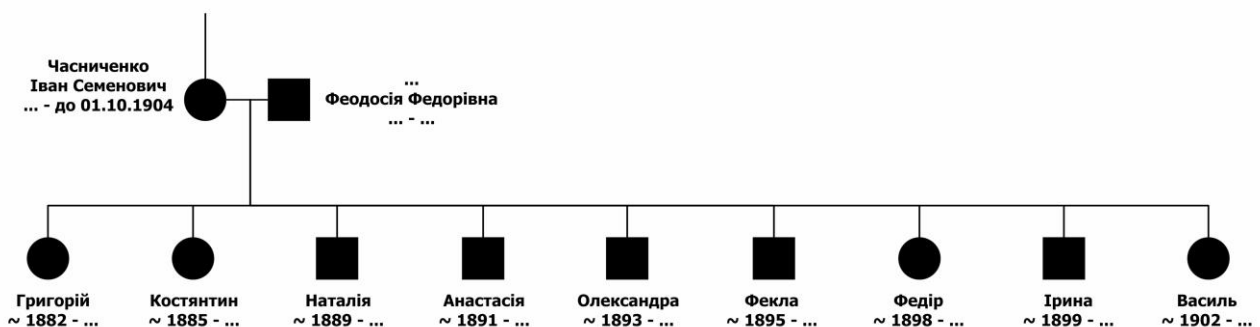 Часниченко
Іван Семенович
... - до 01.10.1904
...
Феодосія Федорівна
... - ...
Григорій
~ 1882 - ...
Костянтин
~ 1885 - ...
Наталія
~ 1889 - ...
Анастасія
~ 1891 - ...
Олександра
~ 1893 - ...
Фекла
~ 1895 - ...
Федір
~ 1898 - ...
Ірина
~ 1899 - ...
Василь
~ 1902 - ...